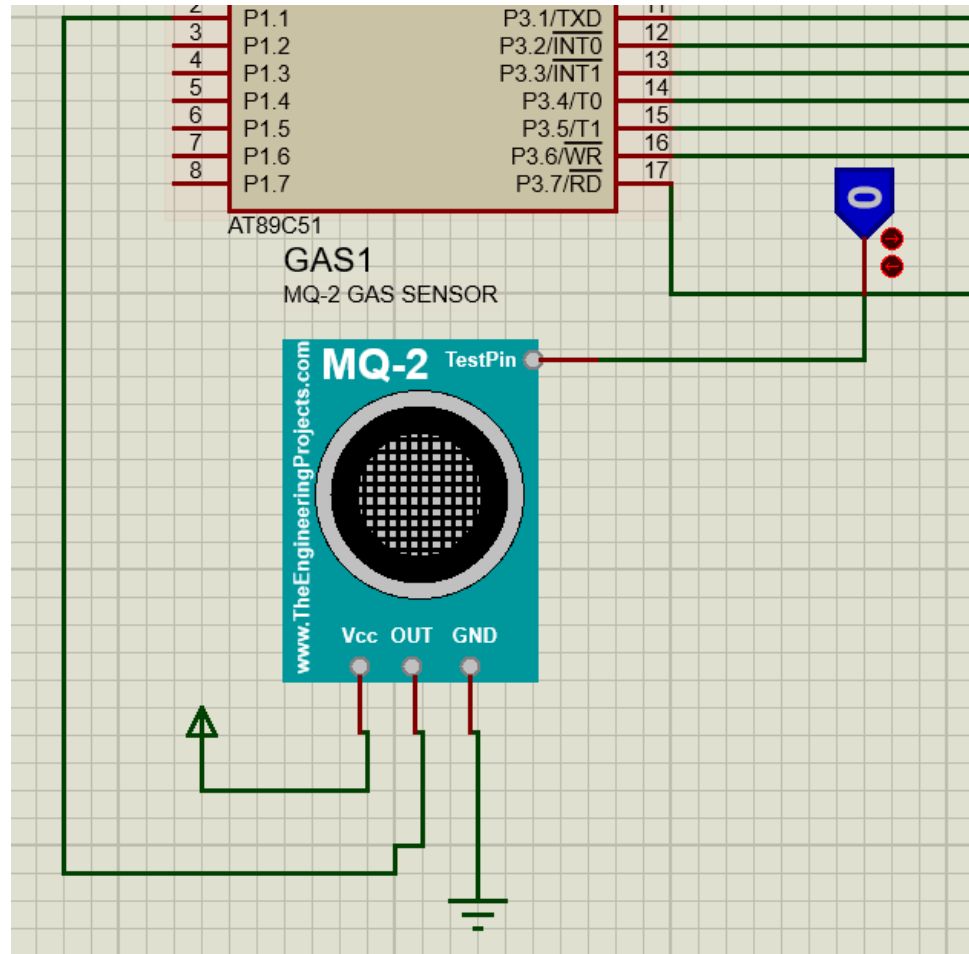 2 P1.1 P3.1/TXD 11
3 P1.2 P3.2/INT0 12
4 P1.3 P3.3/INT1 13
5 P1.4 P3.4/T0 14
6 P1.5 P3.5/T1 15
7 P1.6 P3.6/WR 16
8 P1.7 P3.7/RD 17
0
AT89C51
GAS1
MQ-2 GAS SENSOR
MQ-2 TestPin
www.TheEngineeringProjects.com
Vcc OUT GND